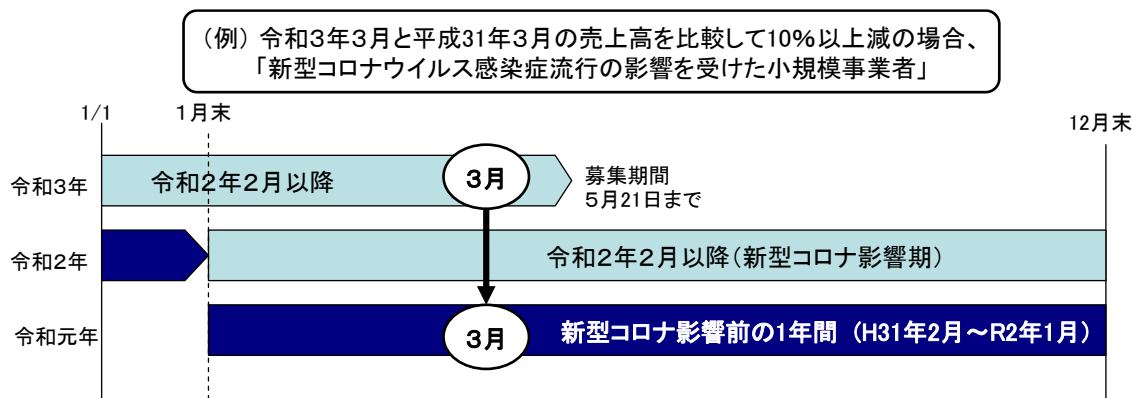 （例）令和３年３月と平成31年３月の売上高を比較して10％以上減の場合、
「新型コロナウイルス感染症流行の影響を受けた小規模事業者」
1/1
１月末
12月末
令和３年
令和２年２月以降
３月
募集期間
５月21日まで
令和２年
令和２年２月以降（新型コロナ影響期）
令和元年
３月
新型コロナ影響前の１年間（H31年２月～R２年１月）